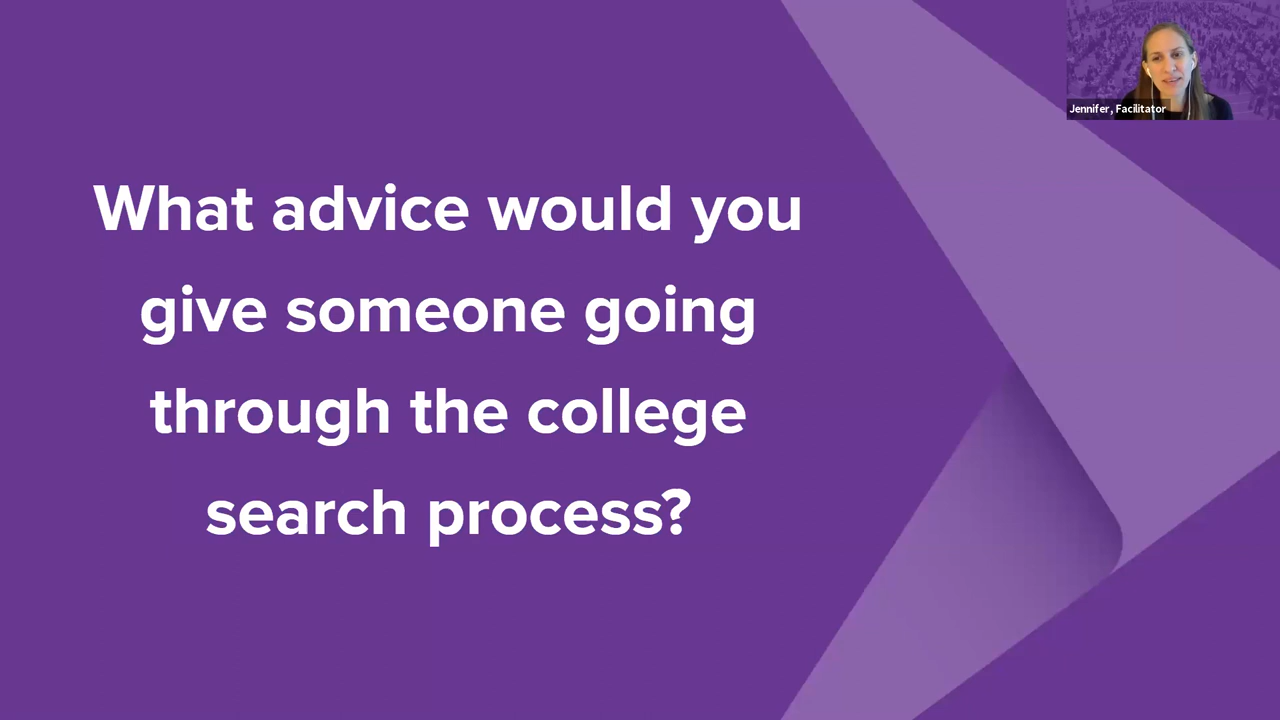 What advice would you
give someone going
through the college
search process?
Jennifer, Facilitator